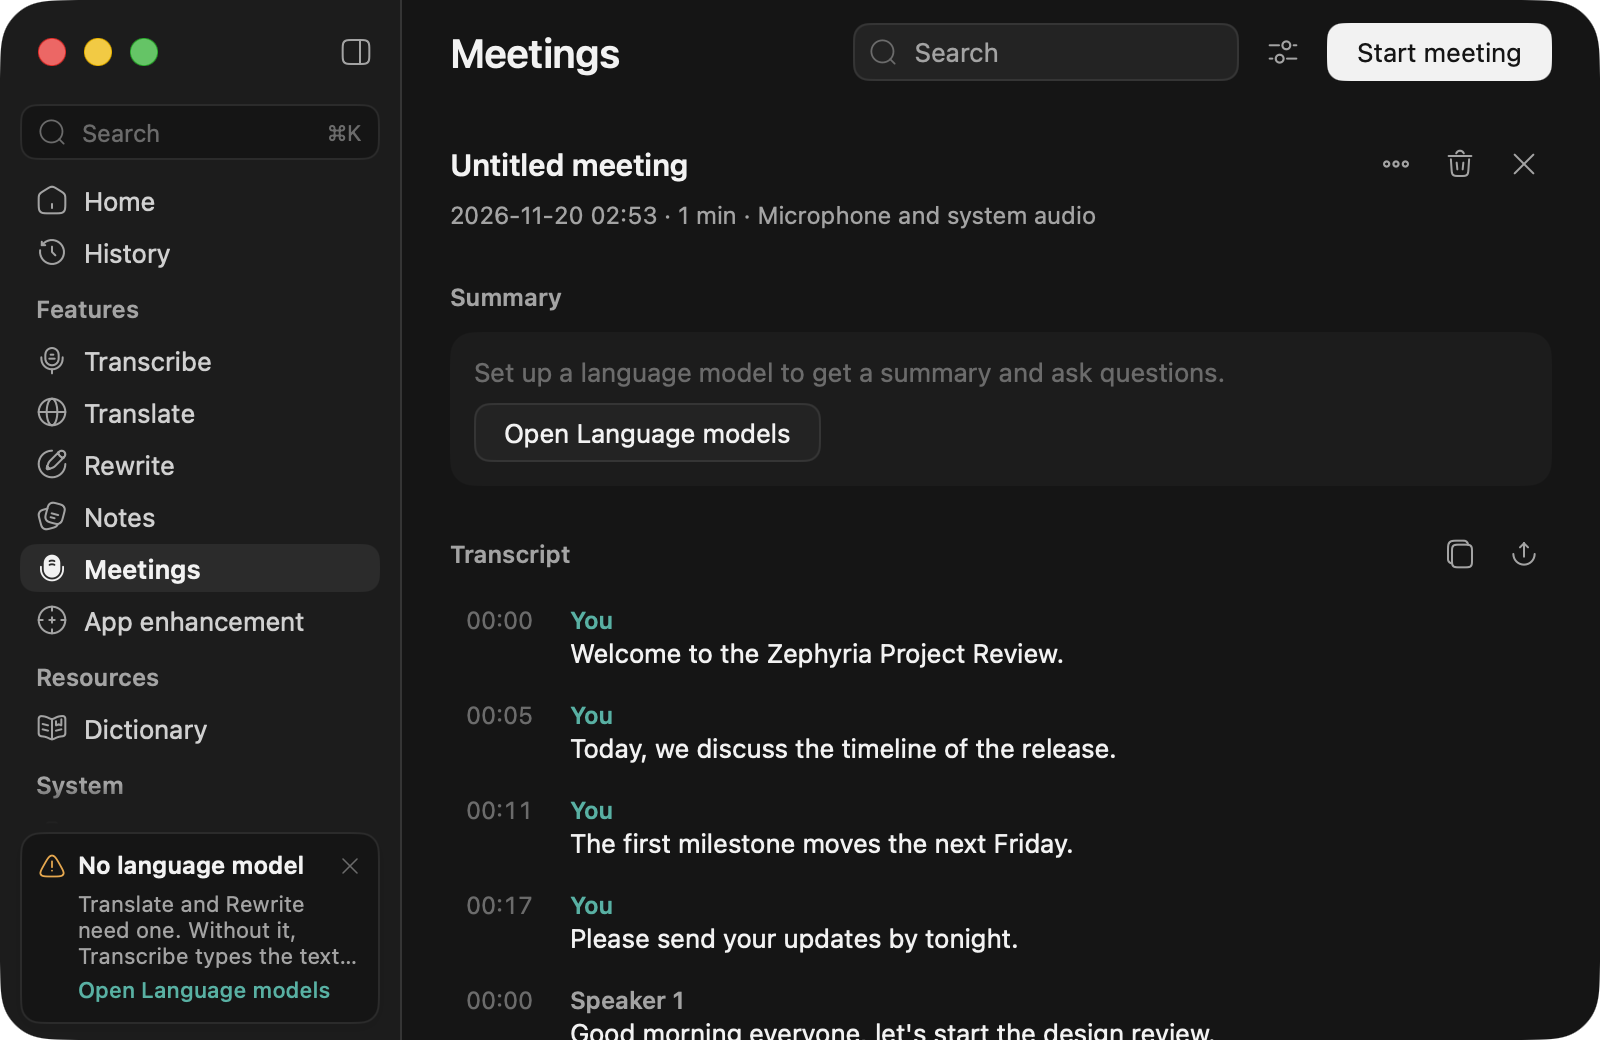 Search ⌘K
Home
History
Features
Transcribe
Translate
Rewrite
Notes
Meetings
App enhancement
Resources
Dictionary
System
No language model
Translate and Rewrite
need one. Without it,
Transcribe types the text...
Open Language models
Meetings
Search
Start meeting
Untitled meeting
2026-11-20 02:53 · 1 min · Microphone and system audio
Summary
Set up a language model to get a summary and ask questions.
Open Language models
Transcript
00:00 You
Welcome to the Zephyria Project Review.
00:05 You
Today, we discuss the timeline of the release.
00:11 You
The first milestone moves the next Friday.
00:17 You
Please send your updates by tonight.
00:00 Speaker 1
Good morning everyone, let's start the design review.